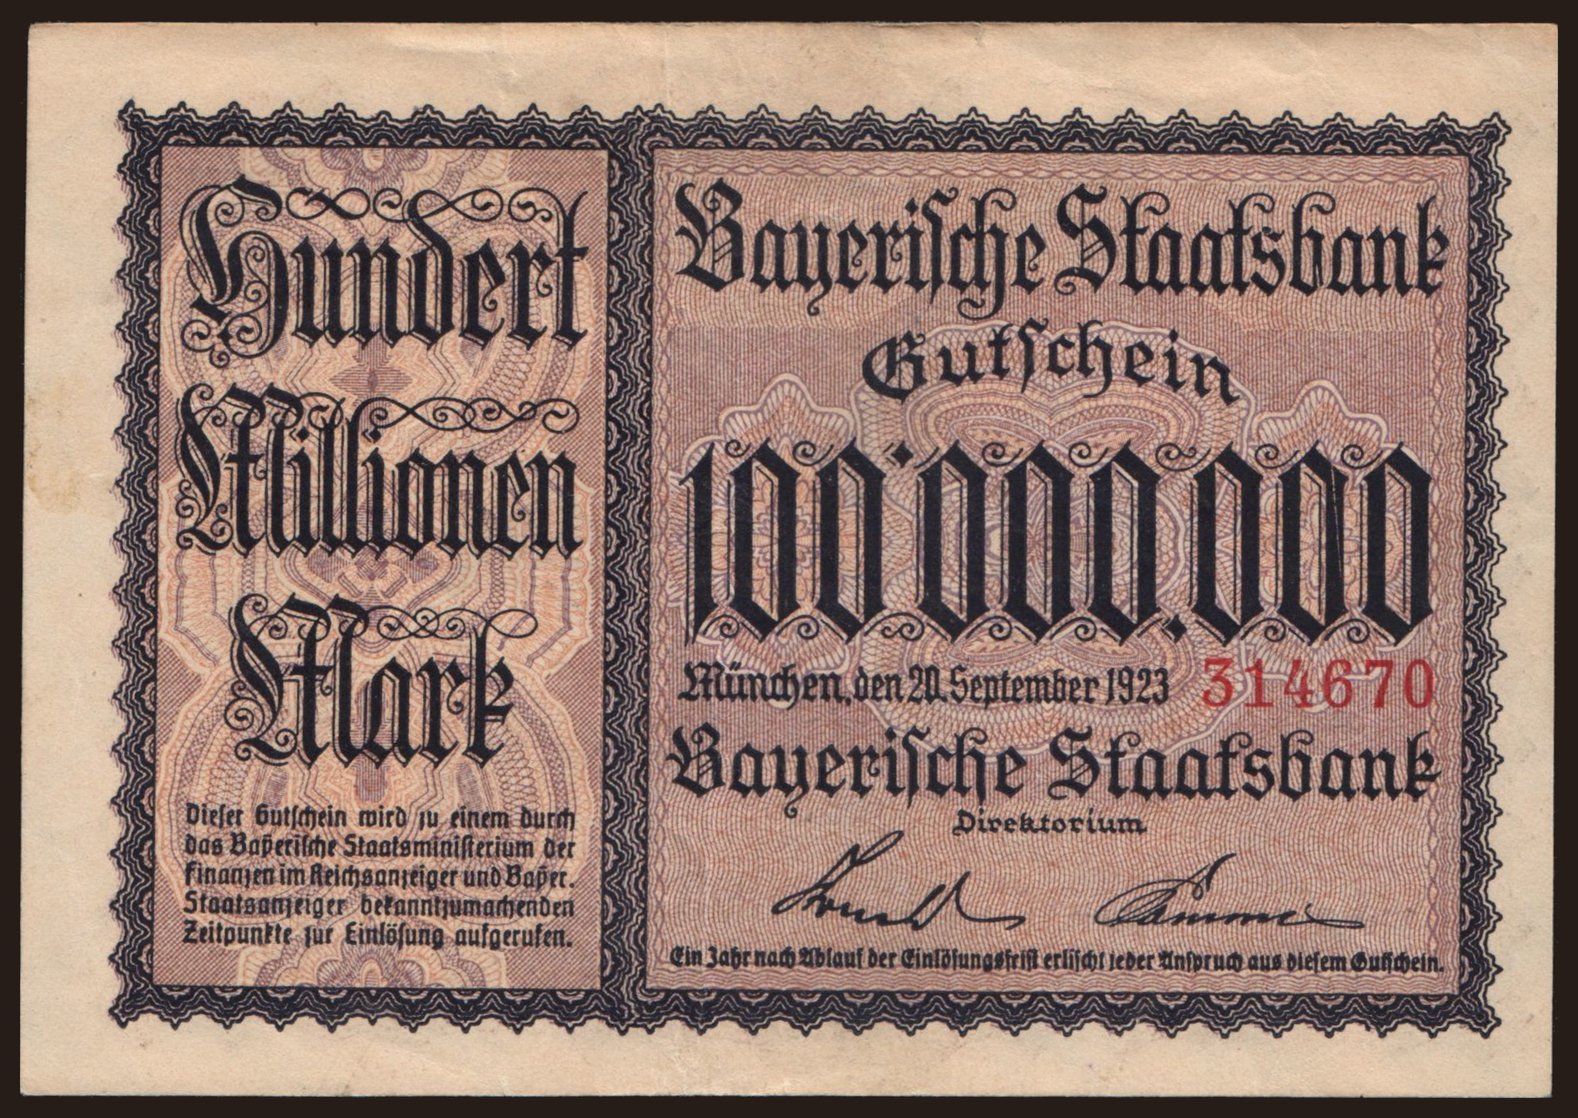 Hundert
Millionen
Mark
Dieser Gutschein wird zu einem durch
das Bayerische Staatsministerium der
Finanzen im Reichsanzeiger und Bayer.
Staatsanzeiger bekanntzumachenden
Zeitpunkte zur Einlösung aufgerufen.
Bayerische Staatsbank
Gutschein
100.000.000
München, den 20. September 1923 314670
Bayerische Staatsbank
Direktorium
Ein Jahr nach Ablauf der Einlösungsfrist erlischt jeder Anspruch aus diesem Gutschein.